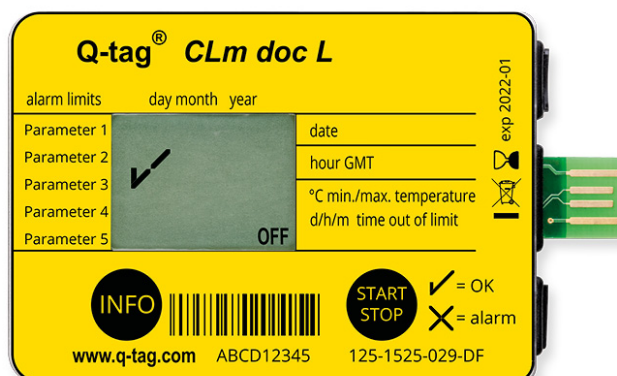 Q-tag® CLm doc L
alarm limits day month year
exp 2022-01
Parameter 1
Parameter 2
Parameter 3
Parameter 4
Parameter 5
OFF
date
hour GMT
°C min./max. temperature
d/h/m time out of limit
INFO
START
STOP
= OK
= alarm
www.q-tag.com ABCD12345 125-1525-029-DF